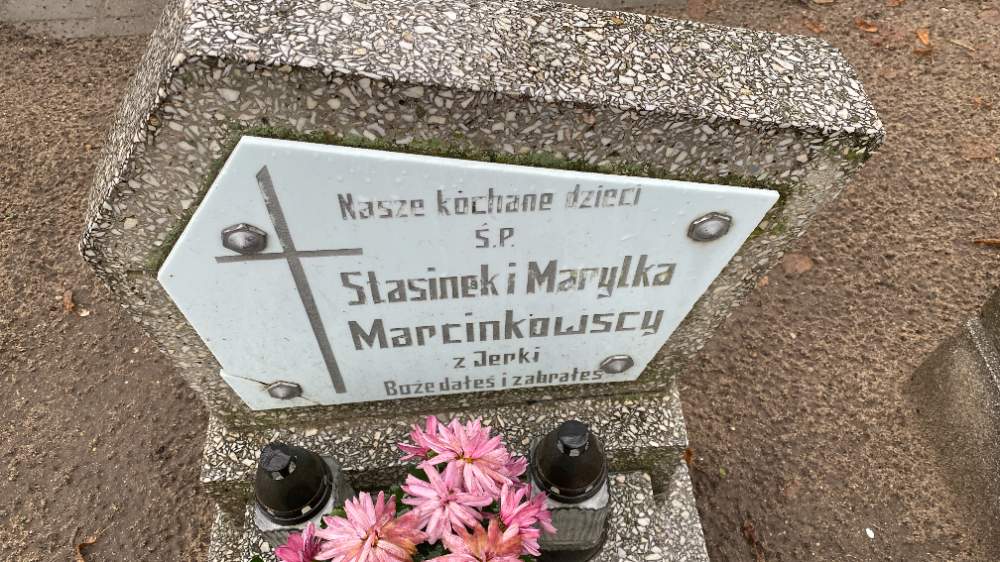 Nasze kochane dzieci
Ś.P.
Stasinek i Marylka
Marcinkowscy
z Jerki
Boże dałeś i zabrałeś